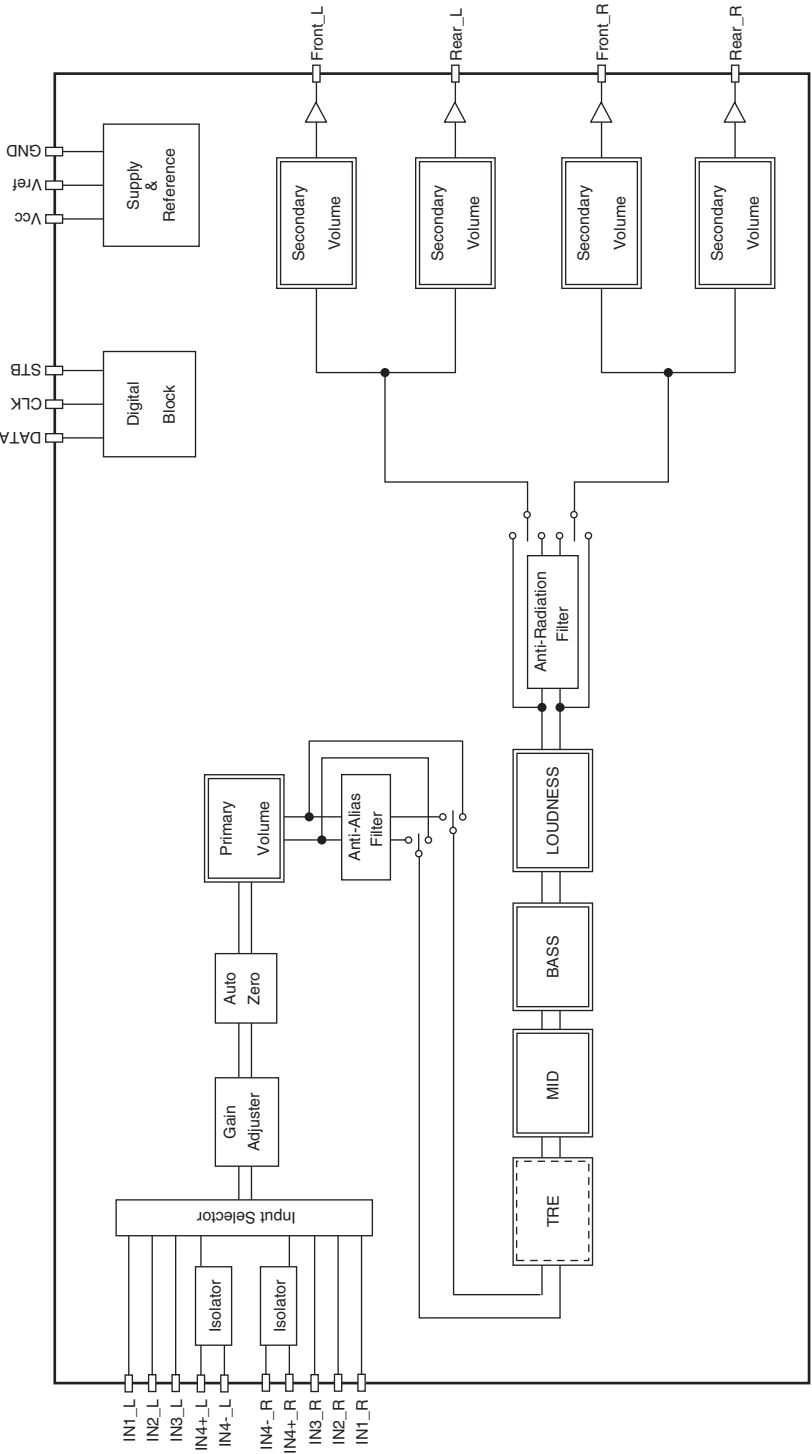 GND
Vref
Vcc
Supply
&
Reference
STB
CLK
DATA
Digital
Block
IN1_L
IN2_L
IN3_L
IN4+_L
IN4-_L
IN4-_R
IN4+_R
IN3_R
IN2_R
IN1_R
Isolator
Isolator
Input Selector
Gain
Adjuster
Auto
Zero
Primary
Volume
Anti-Alias
Filter
TRE
MID
BASS
LOUDNESS
Anti-Radiation
Filter
Secondary
Volume
Secondary
Volume
Secondary
Volume
Secondary
Volume
Front_L
Rear_L
Front_R
Rear_R